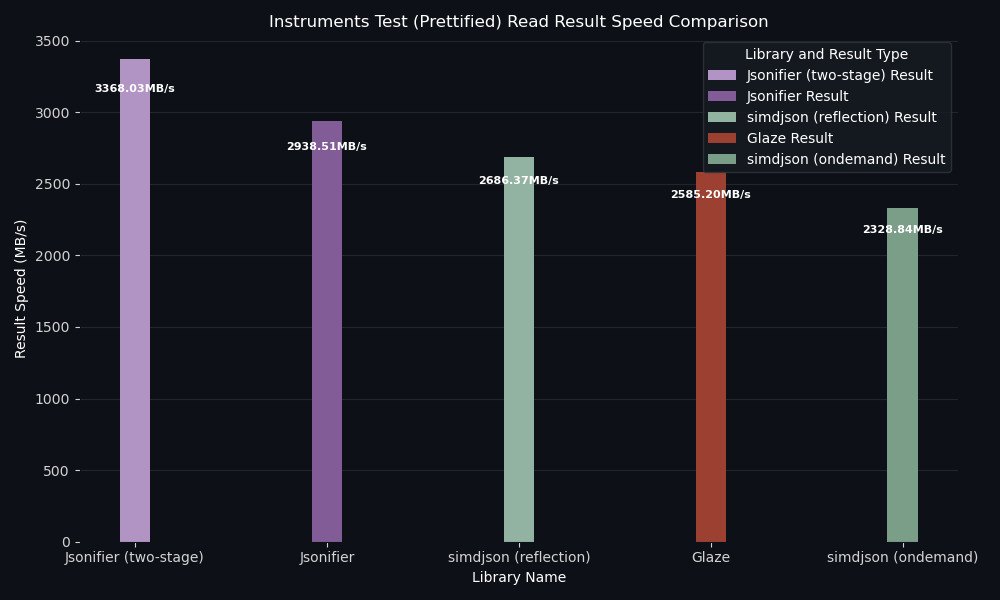 Instruments Test (Prettified) Read Result Speed Comparison
Library and Result Type
Jsonifier (two-stage) Result
Jsonifier Result
simdjson (reflection) Result
Glaze Result
simdjson (ondemand) Result
Result Speed (MB/s)
3500
3000
2500
2000
1500
1000
500
0
3368.03MB/s
2938.51MB/s
2686.37MB/s
2585.20MB/s
2328.84MB/s
Jsonifier (two-stage)
Jsonifier
simdjson (reflection)
Glaze
simdjson (ondemand)
Library Name